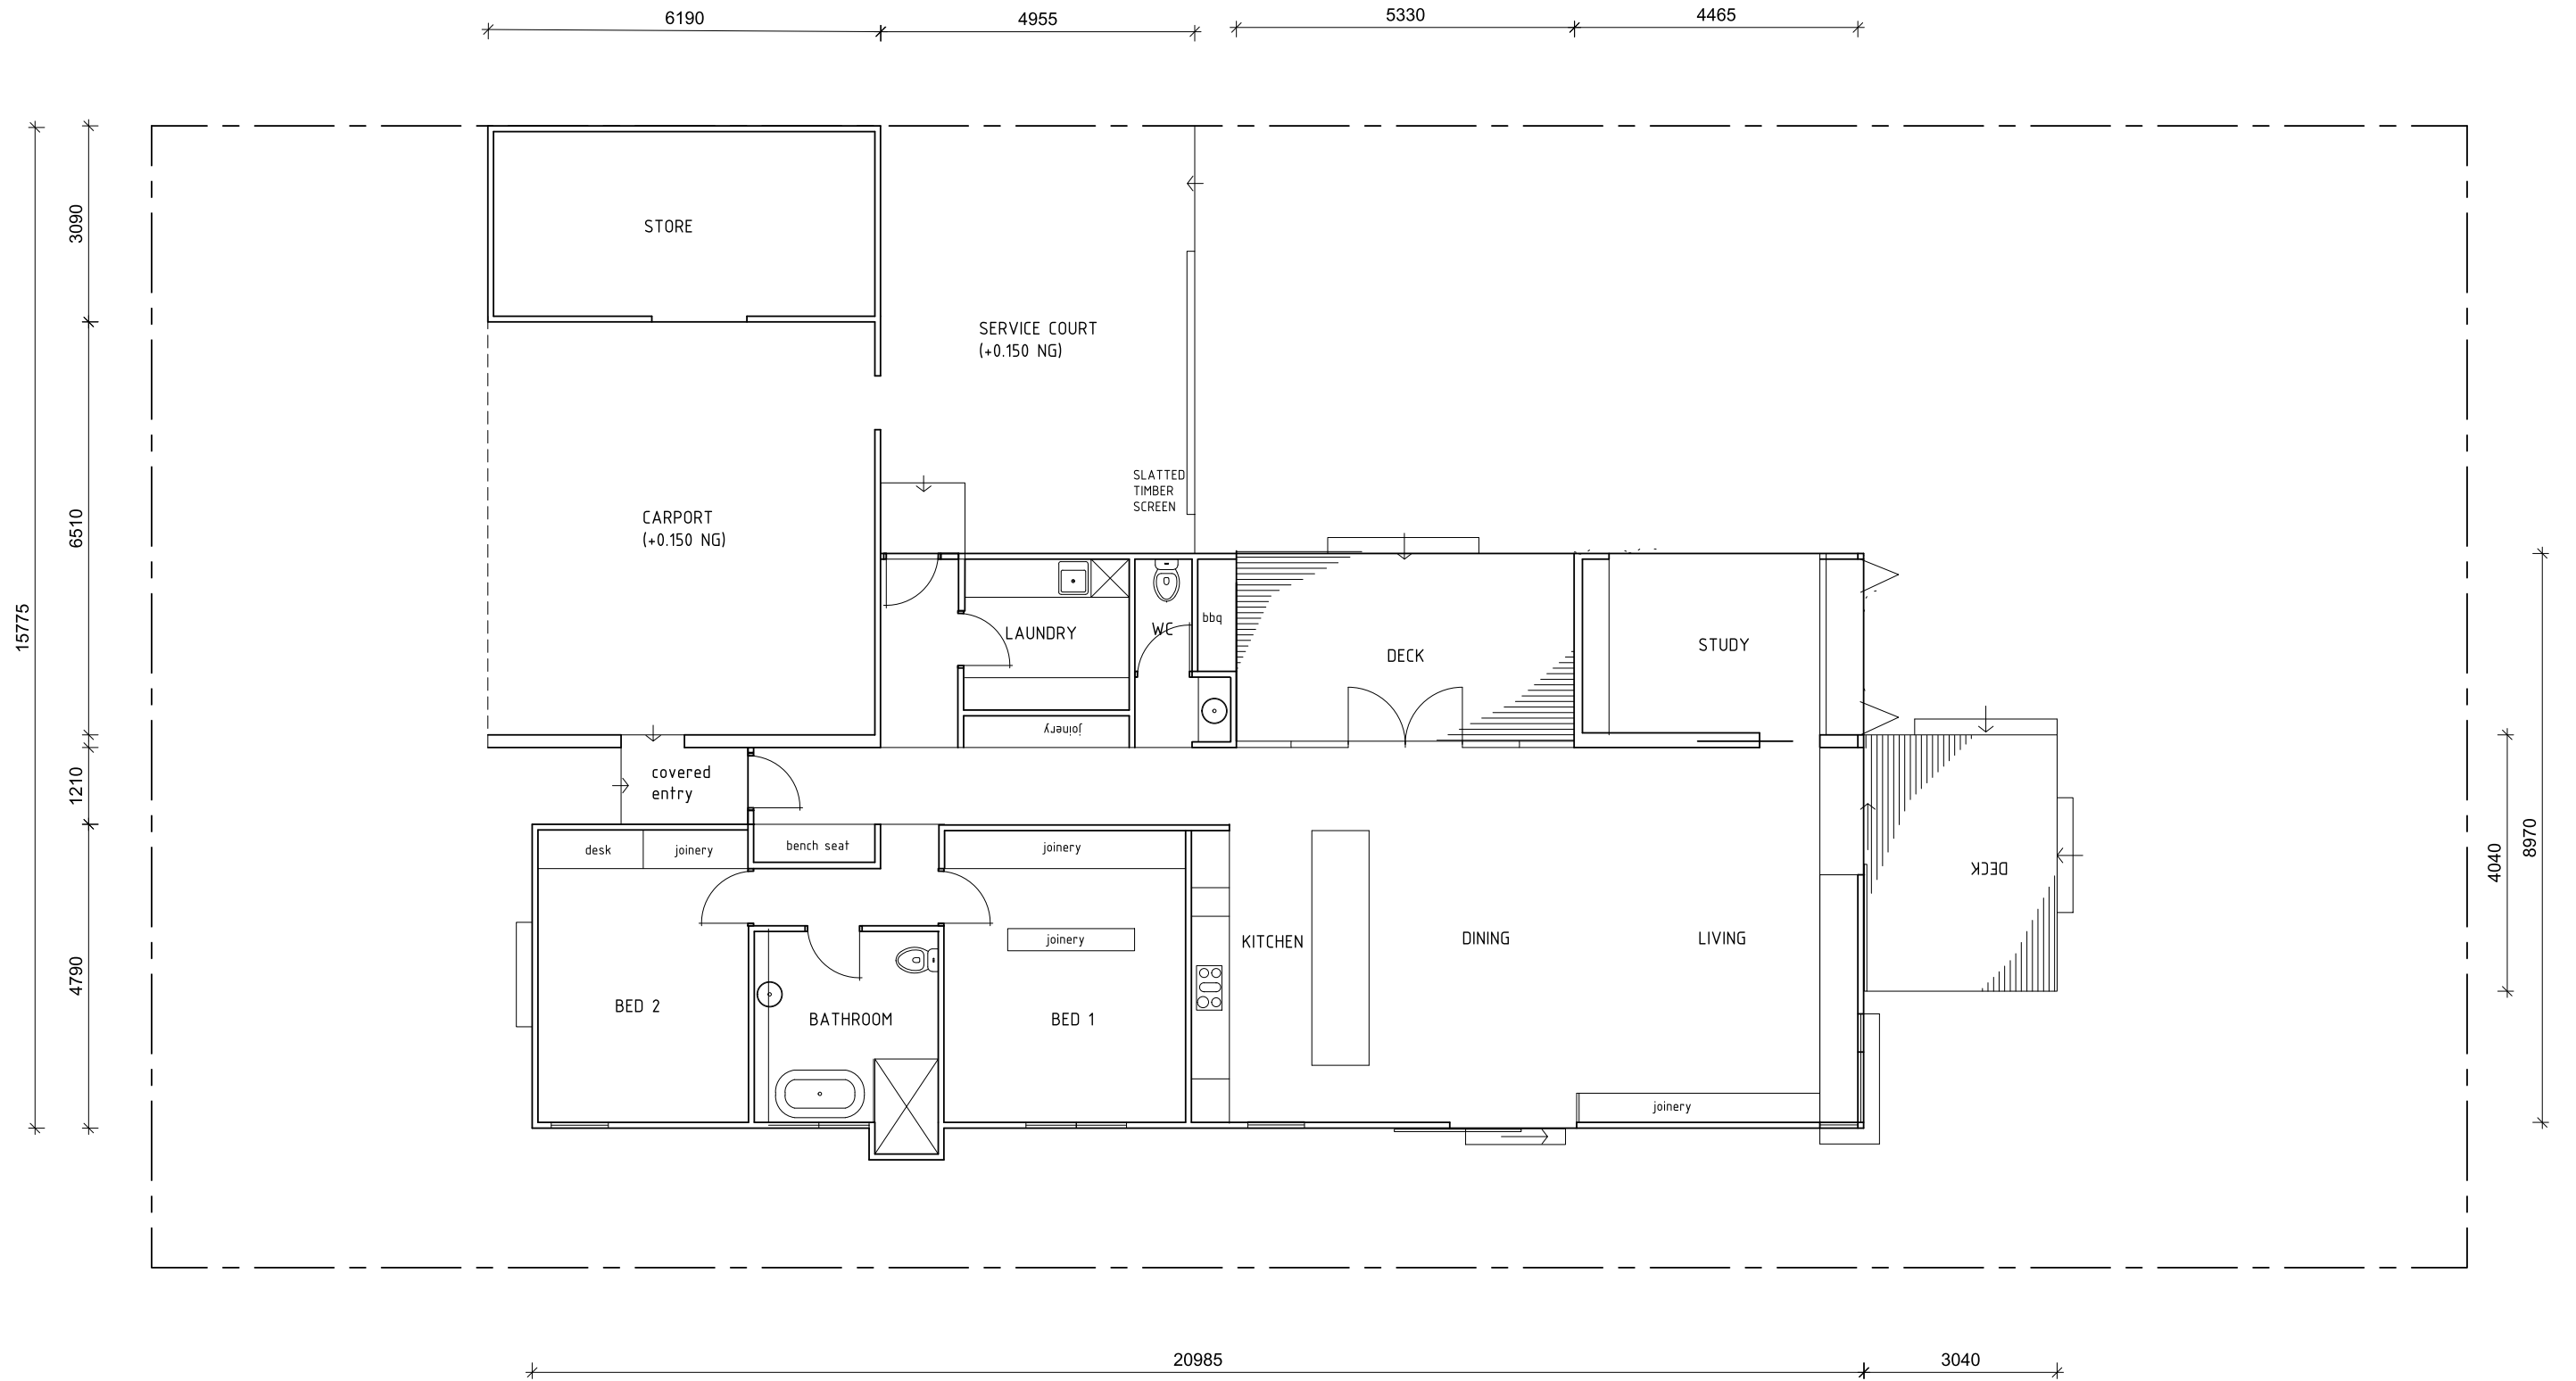 6190
4955
5330
4465
15775
3090
6510
1210
4790
STORE
SERVICE COURT
(+0.150 NG)
SLATTED
TIMBER
SCREEN
CARPORT
(+0.150 NG)
LAUNDRY
WC
bbq
DECK
STUDY
joinery
covered
entry
desk
joinery
bench seat
joinery
joinery
KITCHEN
DINING
LIVING
DECK
BED 2
BATHROOM
BED 1
joinery
4040
8970
20985
3040